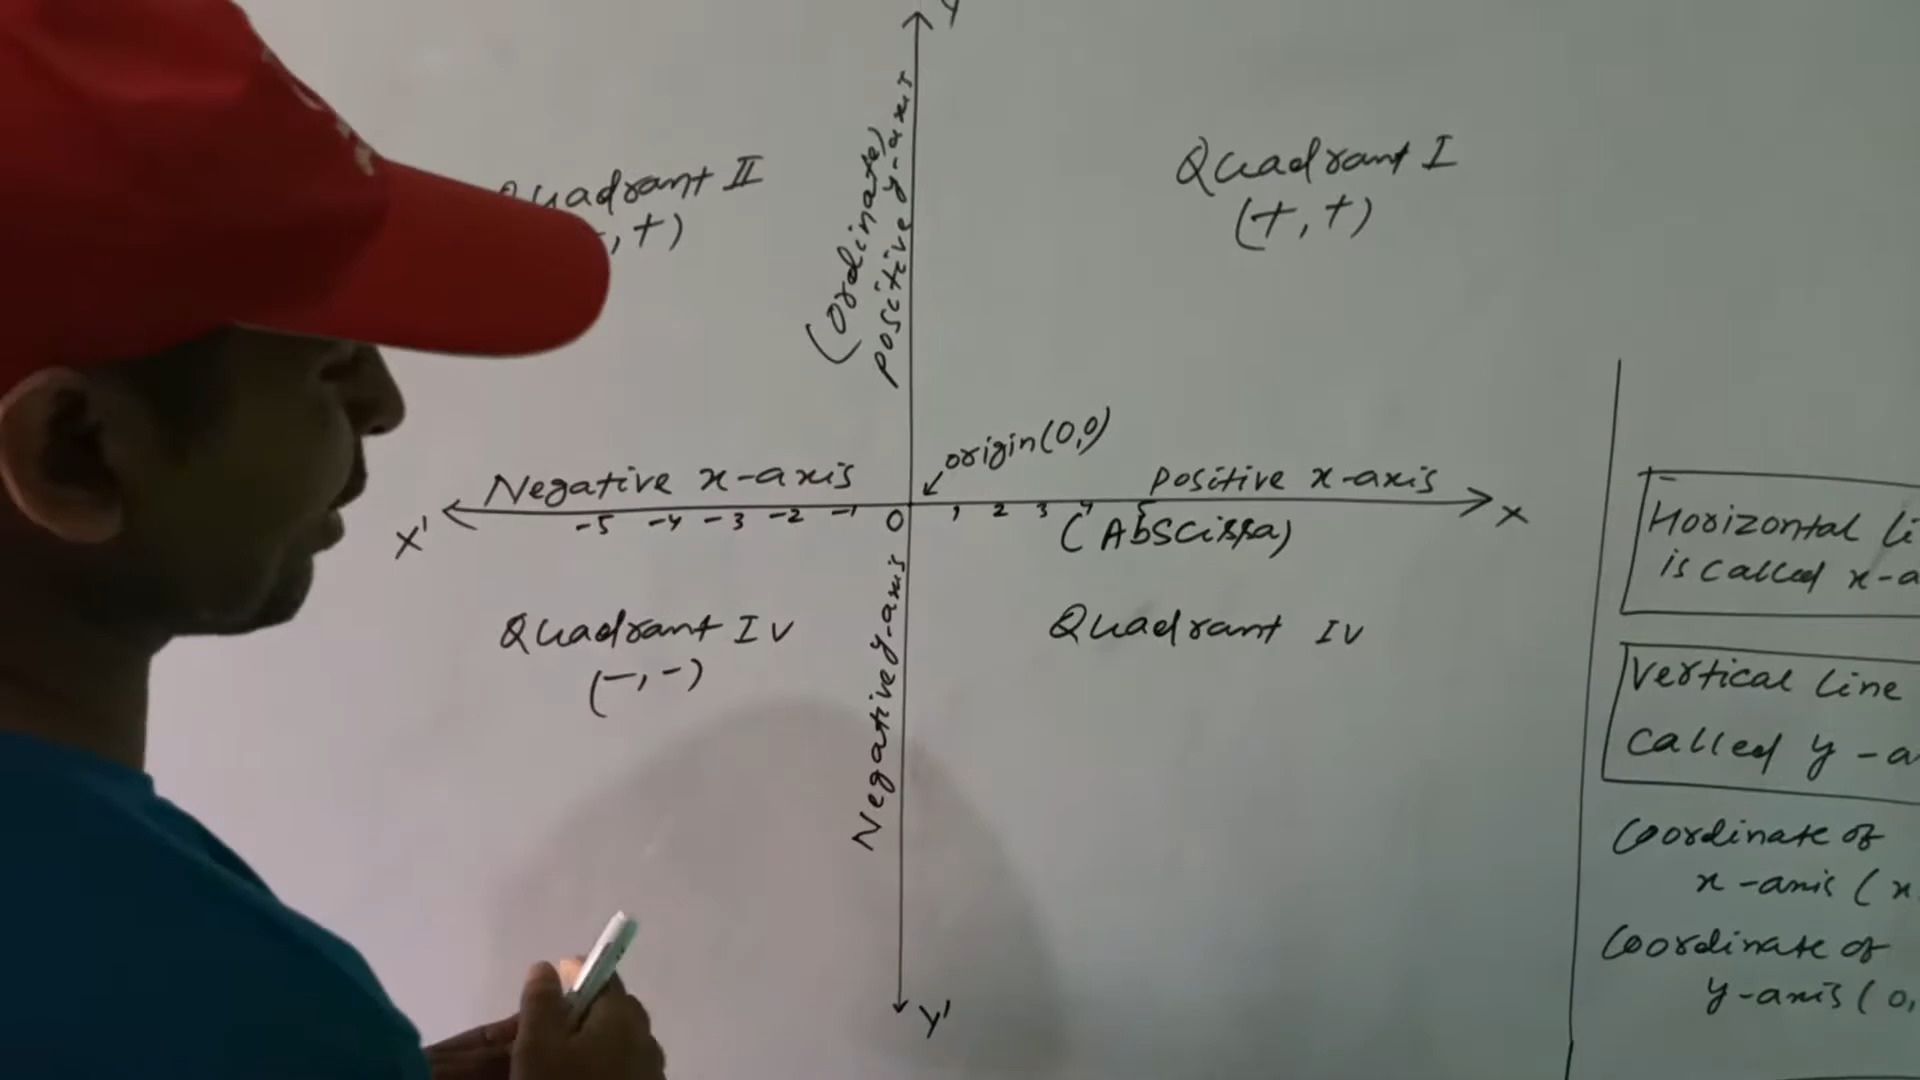 Y
Quadrant II
, +)
(ordinate)
positive y-axis
Quadrant I
(+, +)
origin (0,0)
Negative x-axis
positive x-axis
X'
-5 -4 -3 -2 -1 0 1 2 3 4 5
X
(Abscissa)
Quadrant IV
(-, -)
Negative y-axis
Quadrant IV
Y'
Horizontal Li
is called x-a
Vertical Line
called y-a
Coordinate of
x-axis (x
Coordinate of
y-axis (0,